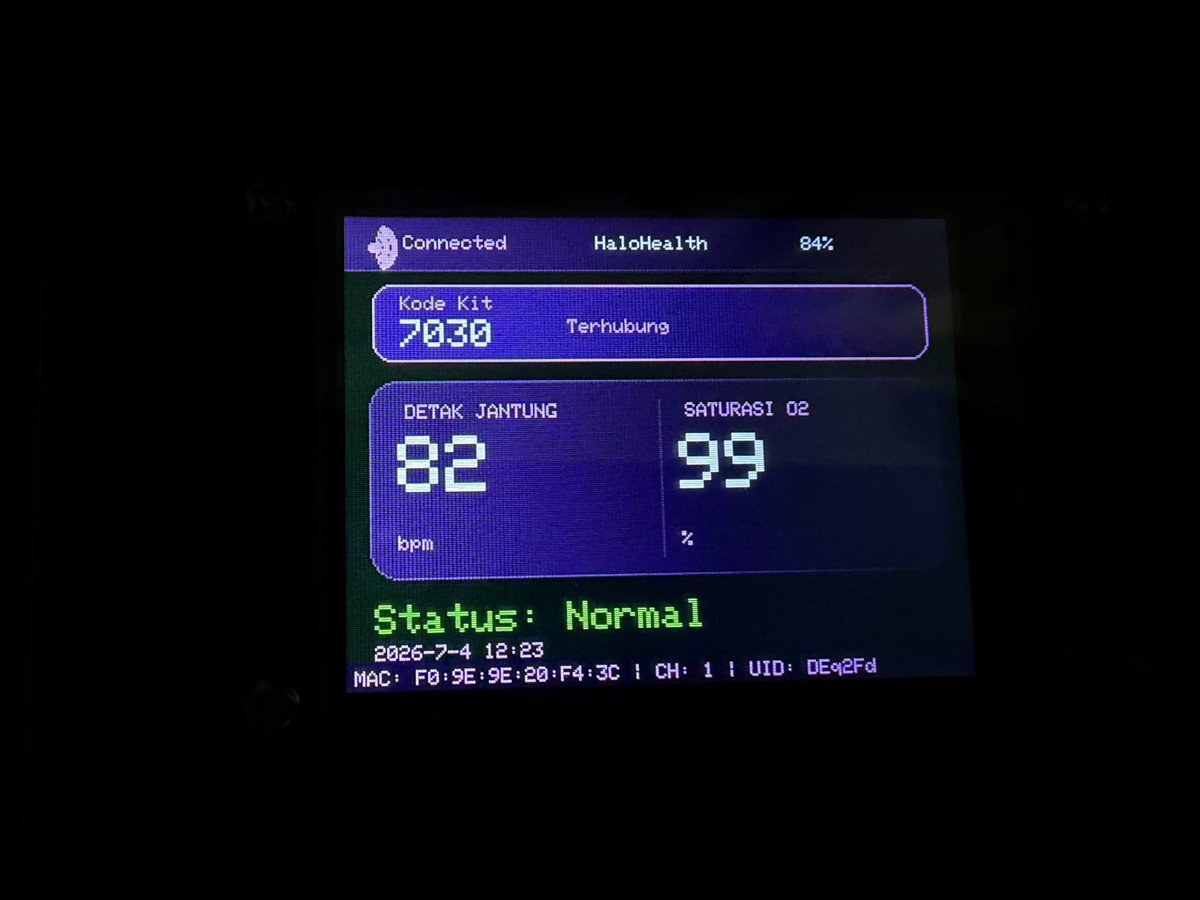 Connected HaloHealth 84%
Kode Kit
7030 Terhubung
DETAK JANTUNG SATURASI O2
82 99
bpm %
Status: Normal
2026-7-4 12:23
MAC: F0:9E:9E:20:F4:3C | CH: 1 | UID: DEq2Fd